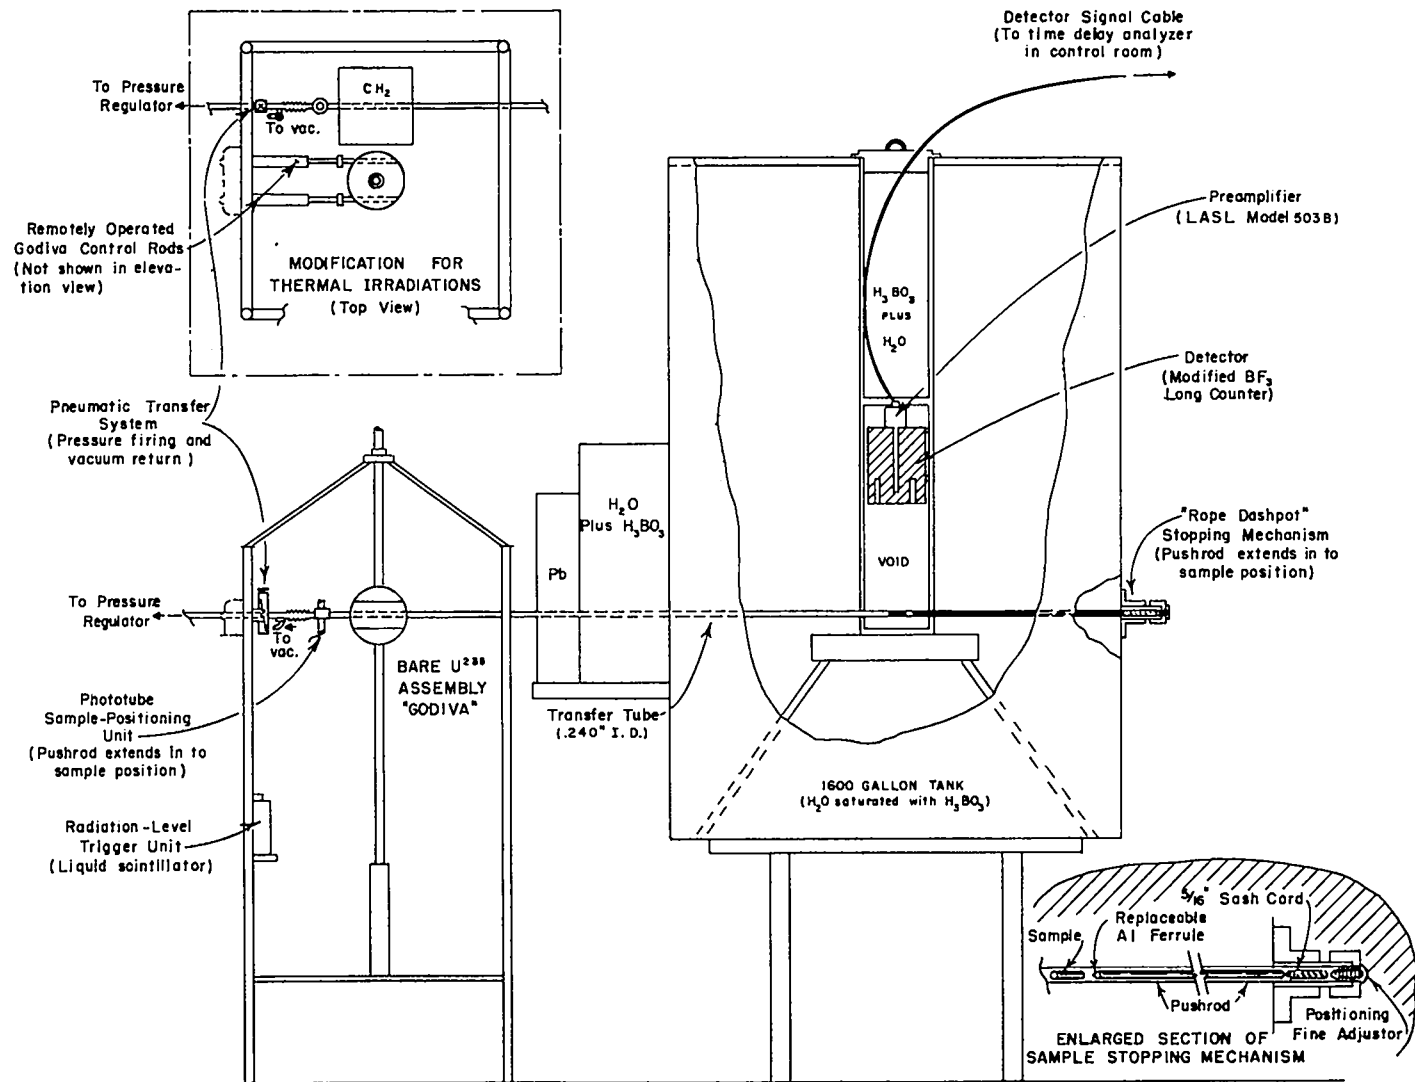 Detector Signal Cable
(To time delay analyzer
in control room)
To Pressure
Regulator
CH₂
To vac.
Remotely Operated
Godiva Control Rods
(Not shown in eleva-
tion view)
MODIFICATION FOR
THERMAL IRRADIATIONS
(Top View)
Preamplifier
(LASL Model 503B)
H₃BO₃
PLUS
H₂O
Detector
(Modified BF₃
Long Counter)
Pneumatic Transfer
System
(Pressure firing and
vacuum return)
H₂O
Plus H₃BO₃
Pb
VOID
"Rope Dashpot"
Stopping Mechanism
(Pushrod extends in to
sample position)
To Pressure
Regulator
To
vac.
BARE U²³⁵
ASSEMBLY
"GODIVA"
Phototube
Sample-Positioning
Unit
(Pushrod extends in to
sample position)
Transfer Tube
(.240" I.D.)
1600 GALLON TANK
(H₂O saturated with H₃BO₃)
Radiation-Level
Trigger Unit
(Liquid scintillator)
5/16" Sash Cord
Replaceable
Al Ferrule
Sample
Pushrod
Positioning
Fine Adjustor
ENLARGED SECTION OF
SAMPLE STOPPING MECHANISM